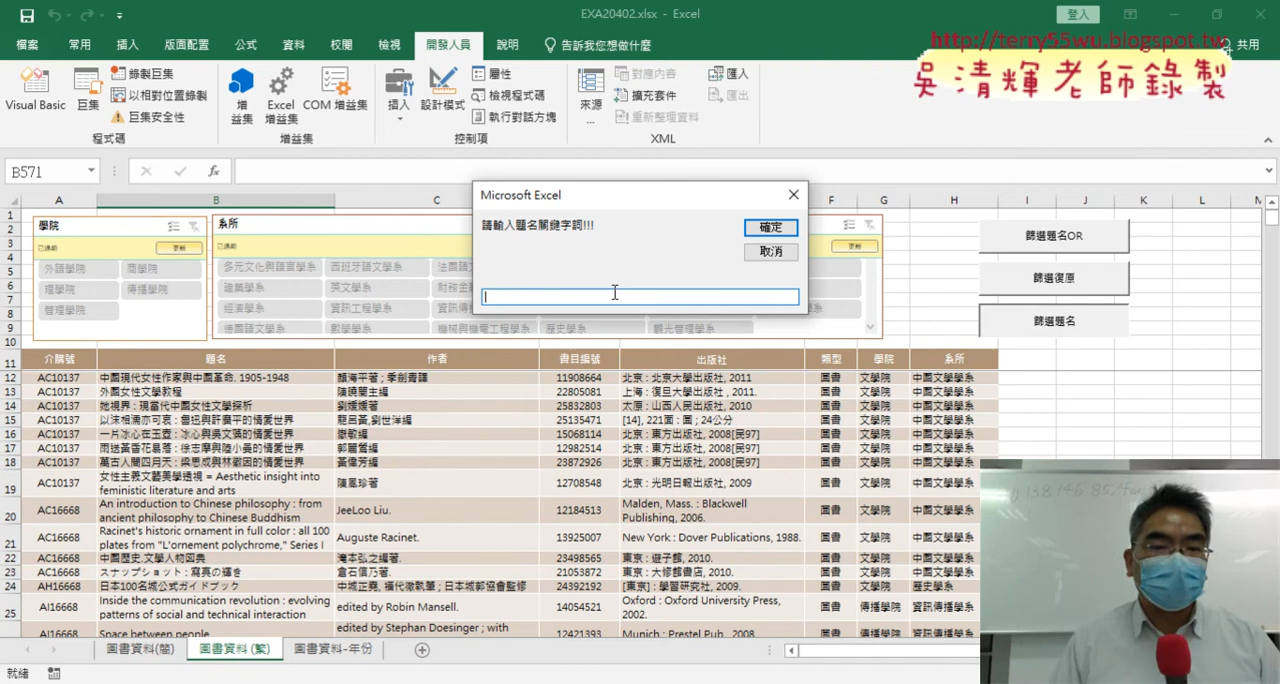 EXA20402.xlsx - Excel
登入
http://terry55wu.blogspot.tw
吳清輝老師錄製
檔案 常用 插入 版面配置 公式 資料 校閱 檢視 開發人員 說明 告訴我您想做什麼 共用
Visual Basic 巨集 錄製巨集 以相對位置錄製 巨集安全性 增益集 Excel 增益集 COM 增益集 插入 設計模式 屬性 檢視程式碼 執行對話方塊 來源... 對應內容 擴充套件 重新整理資料 匯入 匯出
程式碼 增益集 控制項 XML
B571 fx
A B C F G H I J K L M
Microsoft Excel
請輸入題名關鍵字詞!!!
確定
取消
學院
更新
外語學院 商學院
理學院 傳播學院
管理學院
系所
更新
多元文化與語言學系 西班牙語文學系
建築學系 英文學系
經濟學系 資訊工程學系
德國語文學系 數學學系 機械與機電工程學系 歷史學系 觀光管理學系
篩選題名OR
篩選復原
篩選題名
介購號 題名 作者 書目編號 出版社 類型 學院 系所
12 AC10137 中國現代女性作家與中國革命. 1905-1948 顏海平著 ; 季劍青譯 11908664 北京 : 北京大學出版社, 2011 圖書 文學院 中國文學學系
13 AC10137 外國女性文學教程 陳曉蘭主編 22805081 上海 : 復旦大學出版社 , 2011. 圖書 文學院 中國文學學系
14 AC10137 她視界 : 現當代中國女性文學探析 劉媛媛著 25832803 太原 : 山西人民出版社, 2010 圖書 文學院 中國文學學系
15 AC10137 以沫相濡亦可哀 : 魯迅與許廣平的情愛世界 龍呂黃,劉世洋編 25135471 [14], 221面 : 圖 ; 24公分 圖書 文學院 中國文學學系
16 AC10137 一片冰心在玉壺 : 冰心與吳文藻的情愛世界 嶽敏編 15068114 北京 : 東方出版社, 2008[民97] 圖書 文學院 中國文學學系
17 AC10137 雨送黃昏花易落 : 徐志摩與陸小曼的情愛世界 12982514 北京 : 東方出版社, 2008[民97] 圖書 文學院 中國文學學系
18 AC10137 萬古人間四月天 : 梁思成與林徽因的情愛世界 黃偉芳編 23872926 北京 : 東方出版社, 2008[民97] 圖書 文學院 中國文學學系
19 AC10137 女性主義文藝美學透視 = Aesthetic insight into feministic literature and arts 陳鳳珍著 12708548 北京 : 光明日報出版社, 2009 圖書 文學院 中國文學學系
20 AC16668 An introduction to Chinese philosophy : from ancient philosophy to Chinese Buddhism JeeLoo Liu. 12184513 Malden, Mass. : Blackwell Publishing, 2006. 圖書 文學院 中國文學學系
21 AC16668 Racinet's historic ornament in full color : all 100 plates from "L'ornement polychrome," Series I Auguste Racinet. 13925007 New York : Dover Publications, 1988. 圖書 文學院 中國文學學系
22 AC16668 中國歷史.文學人物図典 瀧本弘之編著. 23498565 東京 : 遊子館, 2010. 圖書 文學院 中國文學學系
23 AC16668 スナップショット : 写真の輝き 倉石信乃著. 21053872 東京 : 大修館書店, 2010. 圖書 文學院 中國文學學系
24 AH16668 日本100名城公式ガイドブック 中城正堯, 福代徹執筆 ; 日本城郭協會監修 24392192 [東京] : 學習研究社, 2009. 圖書 文學院 歷史學系
25 AI16668 Inside the communication revolution : evolving patterns of social and technical interaction edited by Robin Mansell. 14054521 Oxford : Oxford University Press, 2002. 圖書 傳播學院 資訊傳播學系
AI16668 Space between people edited by Stephan Doesinger ; with 12421393 Munich : Prestel Pub., 2008 圖書 傳播學院 資訊傳播學系
圖書資料(簡) 圖書資料 (繁) 圖書資料-年份
就緒